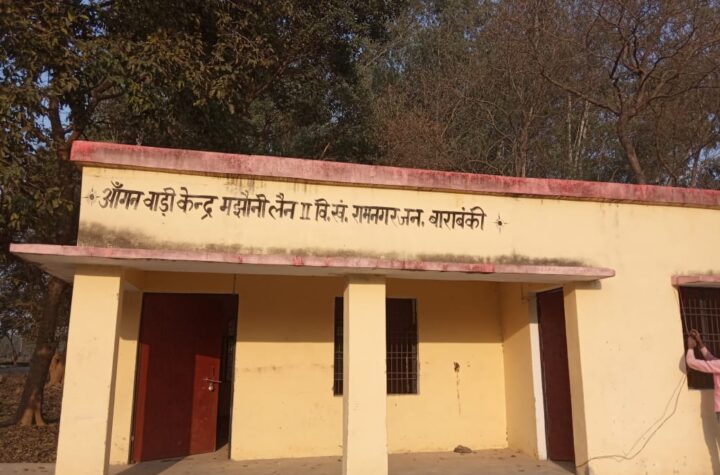 आँगन वाड़ी केन्द्र मझौनी लैन II वि.खं. रामनगर जन. बाराबंकी